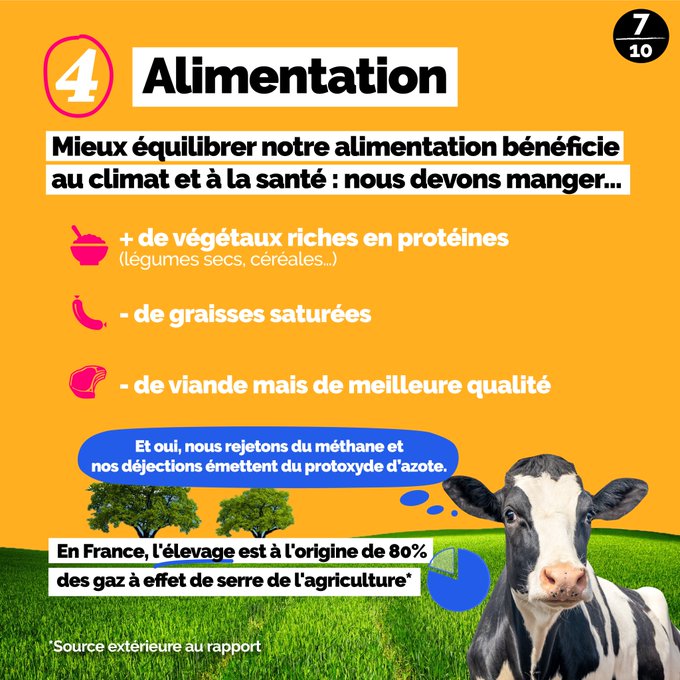 7
10
4 Alimentation
Mieux équilibrer notre alimentation bénéficie
au climat et à la santé : nous devons manger...
+ de végétaux riches en protéines
(légumes secs, céréales...)
- de graisses saturées
- de viande mais de meilleure qualité
Et oui, nous rejetons du méthane et
nos déjections émettent du protoxyde d'azote.
En France, l'élevage est à l'origine de 80%
des gaz à effet de serre de l'agriculture*
*Source extérieure au rapport